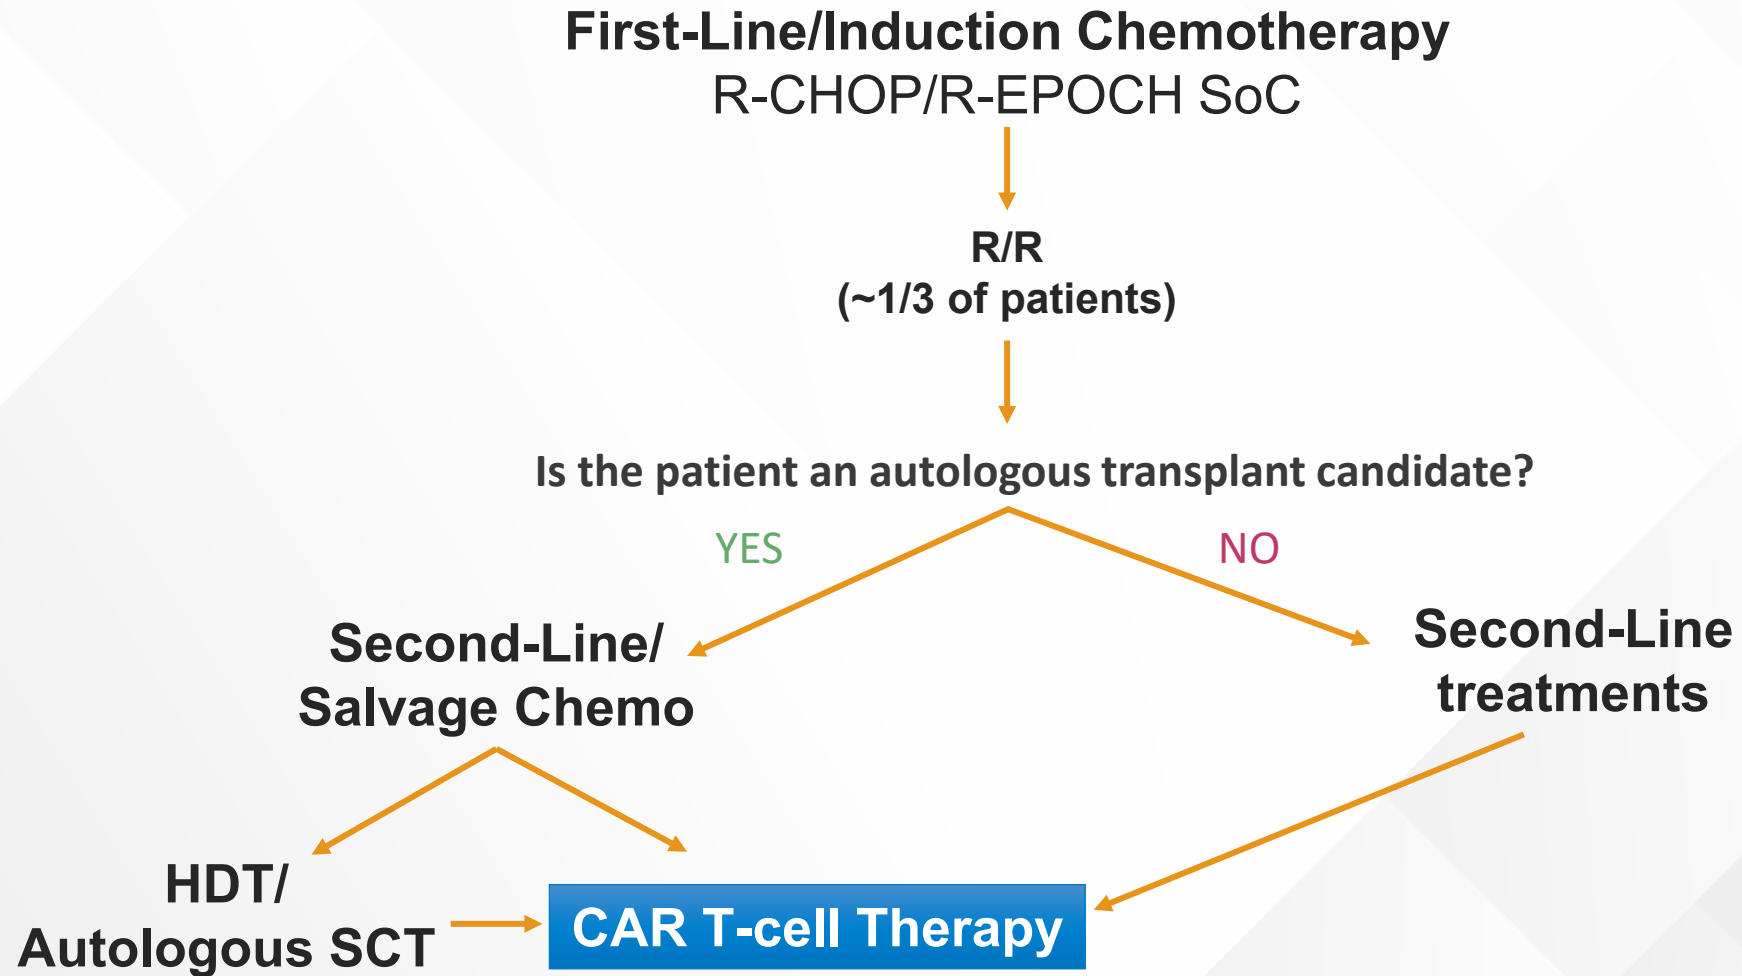 First-Line/Induction Chemotherapy
R-CHOP/R-EPOCH SoC
R/R
(~1/3 of patients)
Is the patient an autologous transplant candidate?
YES
NO
Second-Line/
Salvage Chemo
Second-Line
treatments
HDT/
Autologous SCT
CAR T-cell Therapy